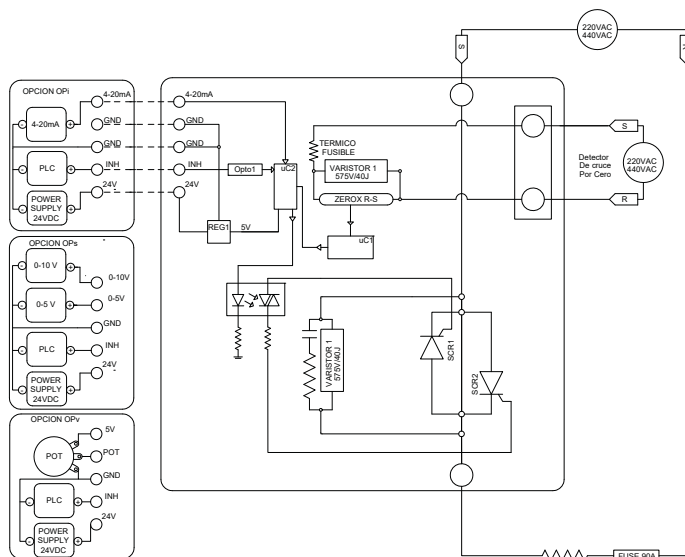 220VAC
440VAC
S
OPCION OPi
4-20mA
4-20mA
GND
GND
PLC
INH
24V
POWER
SUPPLY
24VDC
4-20mA
GND
GND
INH
24V
Opto1
uC2
REG1
5V
TERMICO
FUSIBLE
VARISTOR 1
575V/40J
ZEROX R-S
uC1
S
Detector
De cruce
Por Cero
220VAC
440VAC
R
OPCION OPs
0-10 V
0-10V
0-5 V
0-5V
GND
PLC
INH
24V
POWER
SUPPLY
24VDC
VARISTOR 1
575V/40J
SCR1
SCR2
OPCION OPv
5V
POT
POT
GND
PLC
INH
24V
POWER
SUPPLY
24VDC
FUSE 90A